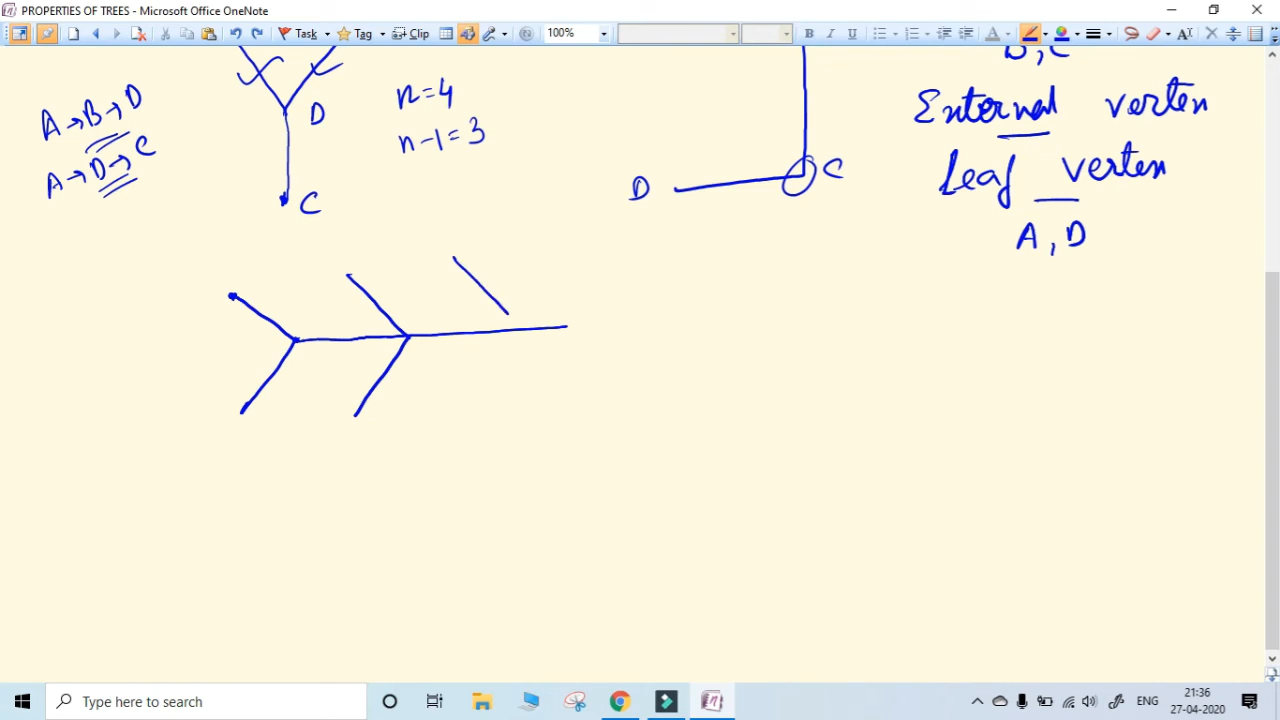 PROPERTIES OF TREES - Microsoft Office OneNote
Task
Tag
Clip
100%
B I U
A
A→B→D
A→D→C
D
C
n=4
n-1=3
D
C
B,C
External vertex
Leaf vertex
A, D
Type here to search
ENG
21:36
27-04-2020